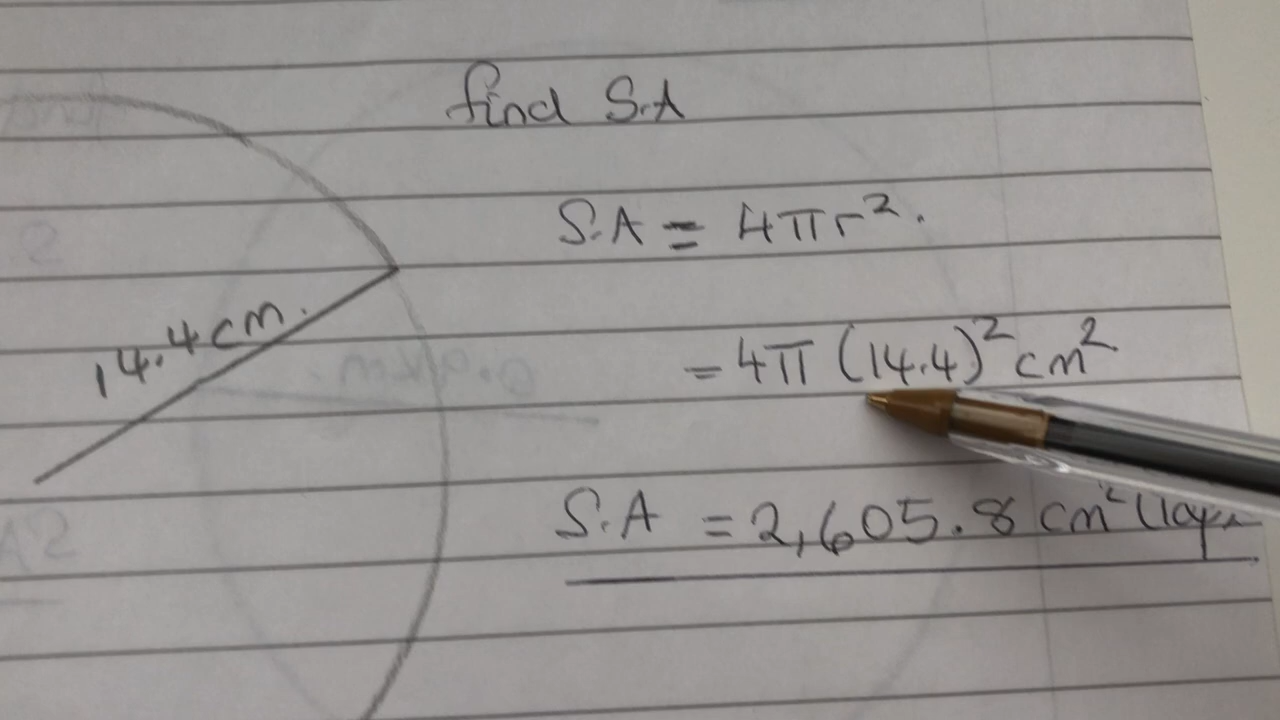 find S.A
S.A = 4πr².
14.4cm.
= 4π (14.4)² cm²
S.A = 2,605.8 cm²